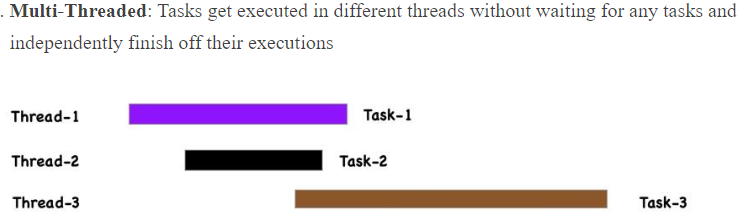 . Multi-Threaded: Tasks get executed in different threads without waiting for any tasks and
independently finish off their executions
Thread-1 Task-1
Thread-2 Task-2
Thread-3 Task-3